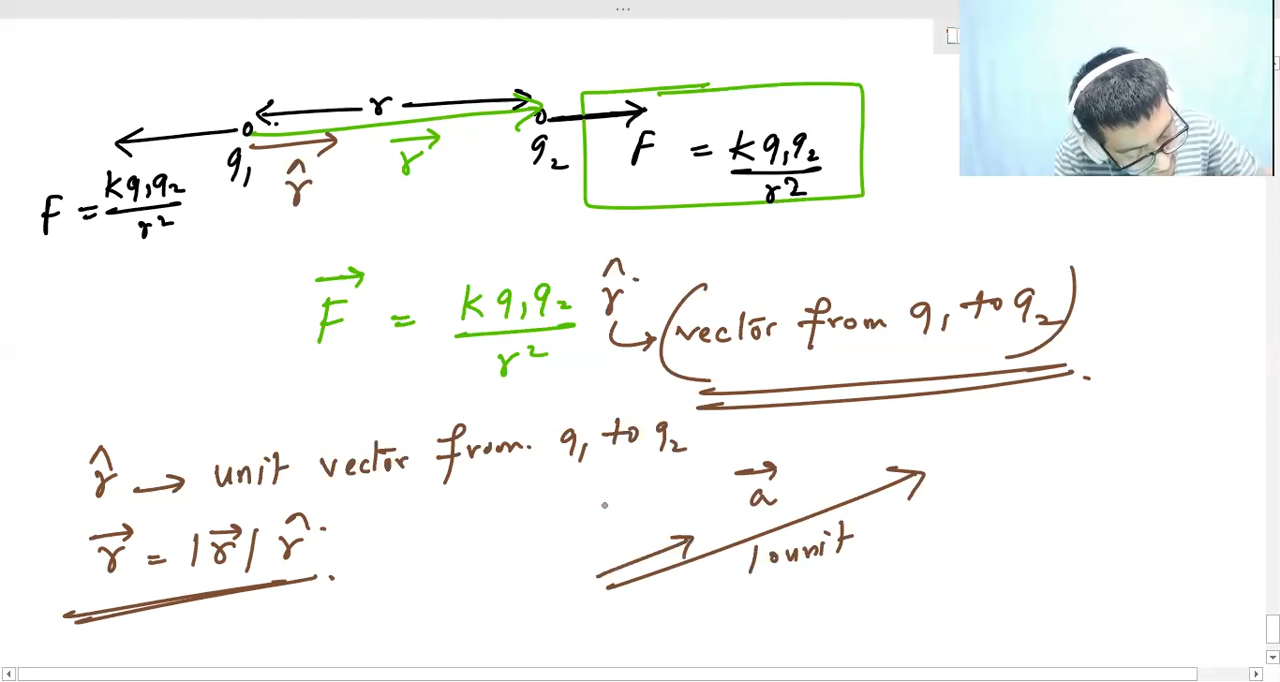 r
q₁ r̂ r⃗ q₂
F = kq₁q₂ / r²
F = kq₁q₂ / r²
F⃗ = kq₁q₂ / r² r̂ (vector from q₁ to q₂).
r̂ → unit vector from. q₁ to q₂
r⃗ = |r⃗| r̂.
a⃗
10 unit